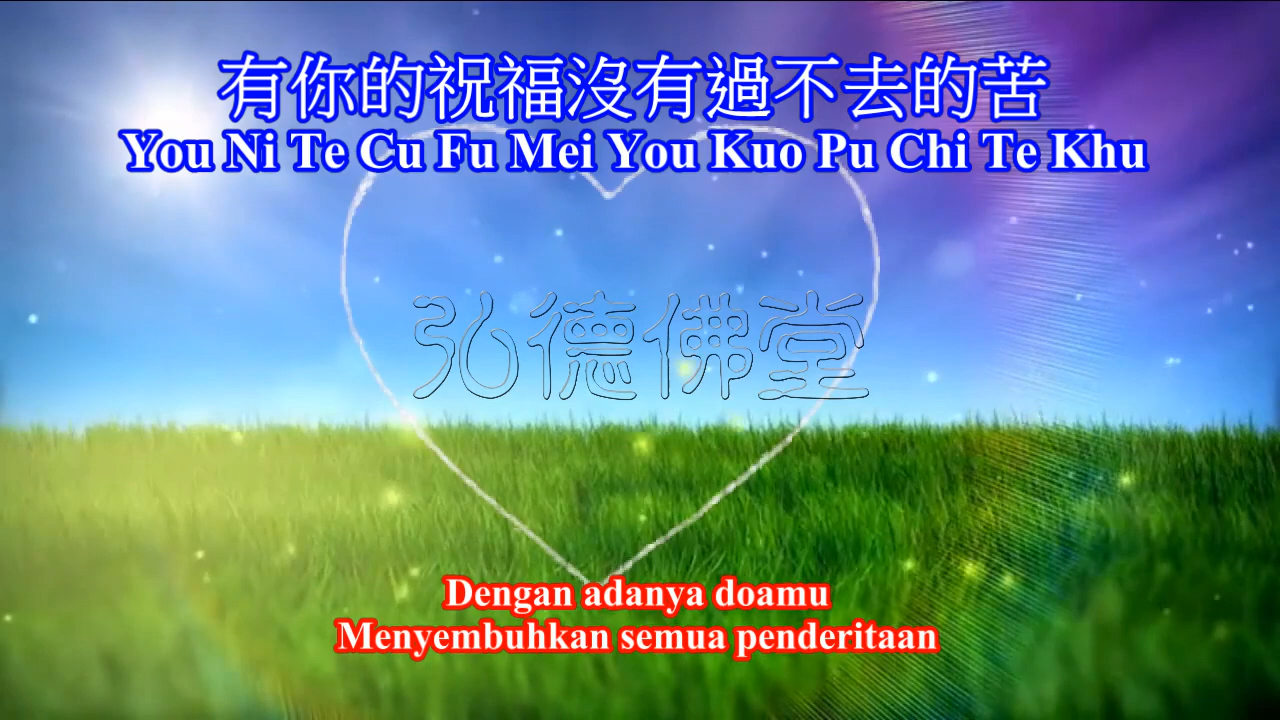 有你的祝福沒有過不去的苦
You Ni Te Cu Fu Mei You Kuo Pu Chi Te Khu
弘德佛堂
Dengan adanya doamu
Menyembuhkan semua penderitaan